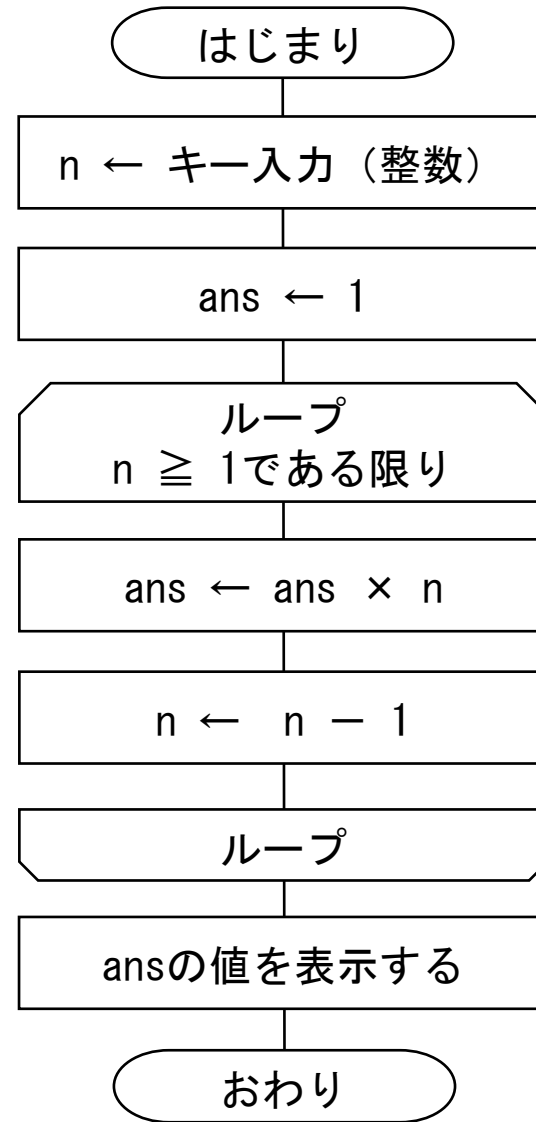 はじまり
n ← キー入力（整数）
ans ← 1
ループ
n ≧ 1である限り
ans ← ans × n
n ← n － 1
ループ
ansの値を表示する
おわり